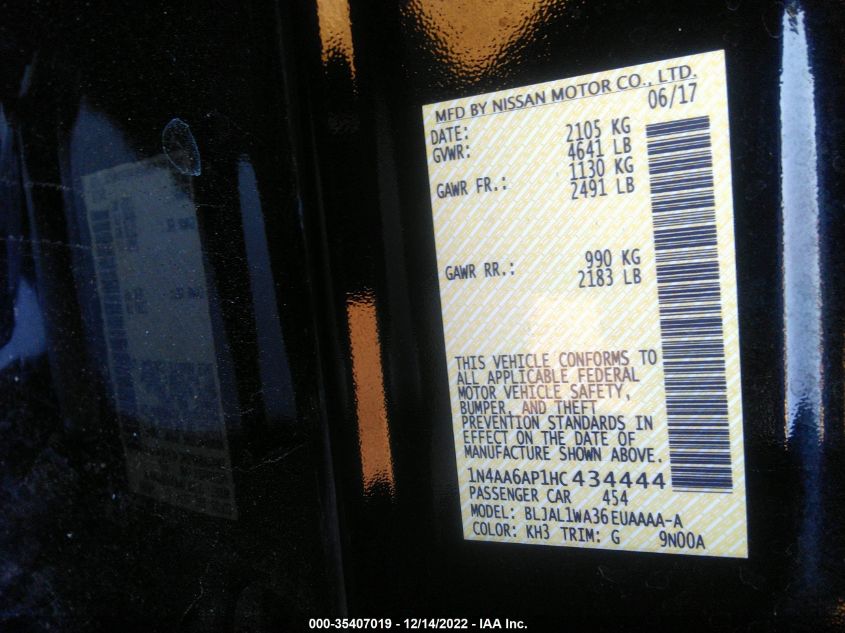 MFD BY NISSAN MOTOR CO., LTD.
DATE: 06/17
GVWR: 2105 KG
4641 LB
GAWR FR.: 1130 KG
2491 LB
GAWR RR.: 990 KG
2183 LB
THIS VEHICLE CONFORMS TO
ALL APPLICABLE FEDERAL
MOTOR VEHICLE SAFETY,
BUMPER, AND THEFT
PREVENTION STANDARDS IN
EFFECT ON THE DATE OF
MANUFACTURE SHOWN ABOVE.
1N4AA6AP1HC434444
PASSENGER CAR 454
MODEL: BLJAL1WA36EUAAAA-A
COLOR: KH3 TRIM: G 9N00A
000-35407019 - 12/14/2022 - IAA Inc.